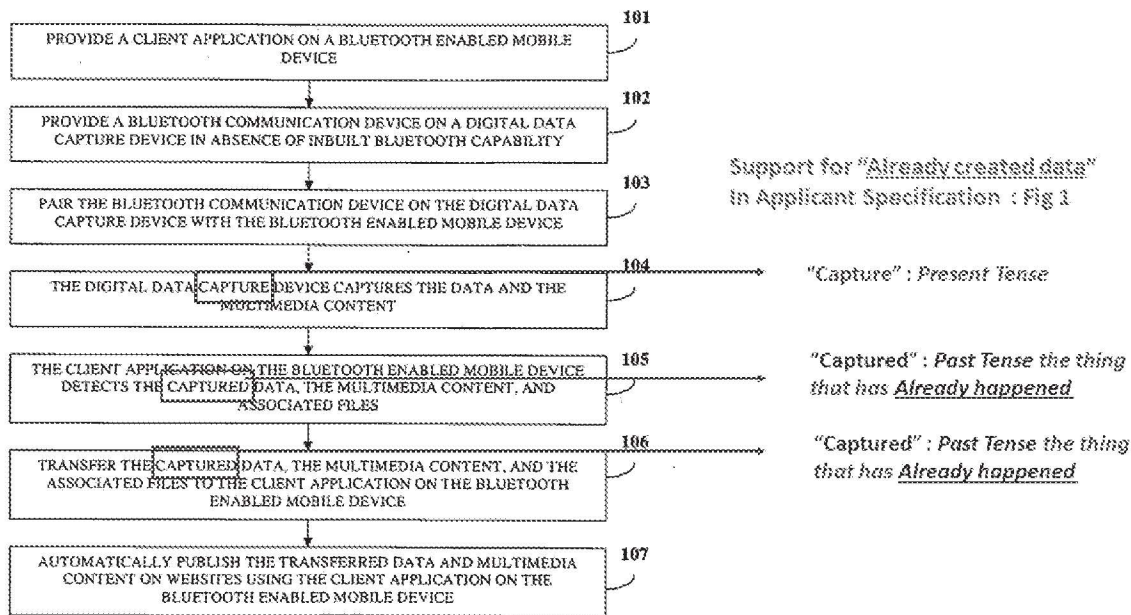 101
PROVIDE A CLIENT APPLICATION ON A BLUETOOTH ENABLED MOBILE
DEVICE
102
PROVIDE A BLUETOOTH COMMUNICATION DEVICE ON A DIGITAL DATA
CAPTURE DEVICE IN ABSENCE OF INBUILT BLUETOOTH CAPABILITY
103
PAIR THE BLUETOOTH COMMUNICATION DEVICE ON THE DIGITAL DATA
CAPTURE DEVICE WITH THE BLUETOOTH ENABLED MOBILE DEVICE
Support for "Already created data"
In Applicant Specification : Fig 1
104
THE DIGITAL DATA CAPTURE DEVICE CAPTURES THE DATA AND THE
MULTIMEDIA CONTENT
"Capture" : Present Tense
105
THE CLIENT APPLICATION ON THE BLUETOOTH ENABLED MOBILE DEVICE
DETECTS THE CAPTURED DATA, THE MULTIMEDIA CONTENT, AND
ASSOCIATED FILES
"Captured" : Past Tense the thing
that has Already happened
106
TRANSFER THE CAPTURED DATA, THE MULTIMEDIA CONTENT, AND THE
ASSOCIATED FILES TO THE CLIENT APPLICATION ON THE BLUETOOTH
ENABLED MOBILE DEVICE
"Captured" : Past Tense the thing
that has Already happened
107
AUTOMATICALLY PUBLISH THE TRANSFERRED DATA AND MULTIMEDIA
CONTENT ON WEBSITES USING THE CLIENT APPLICATION ON THE
BLUETOOTH ENABLED MOBILE DEVICE